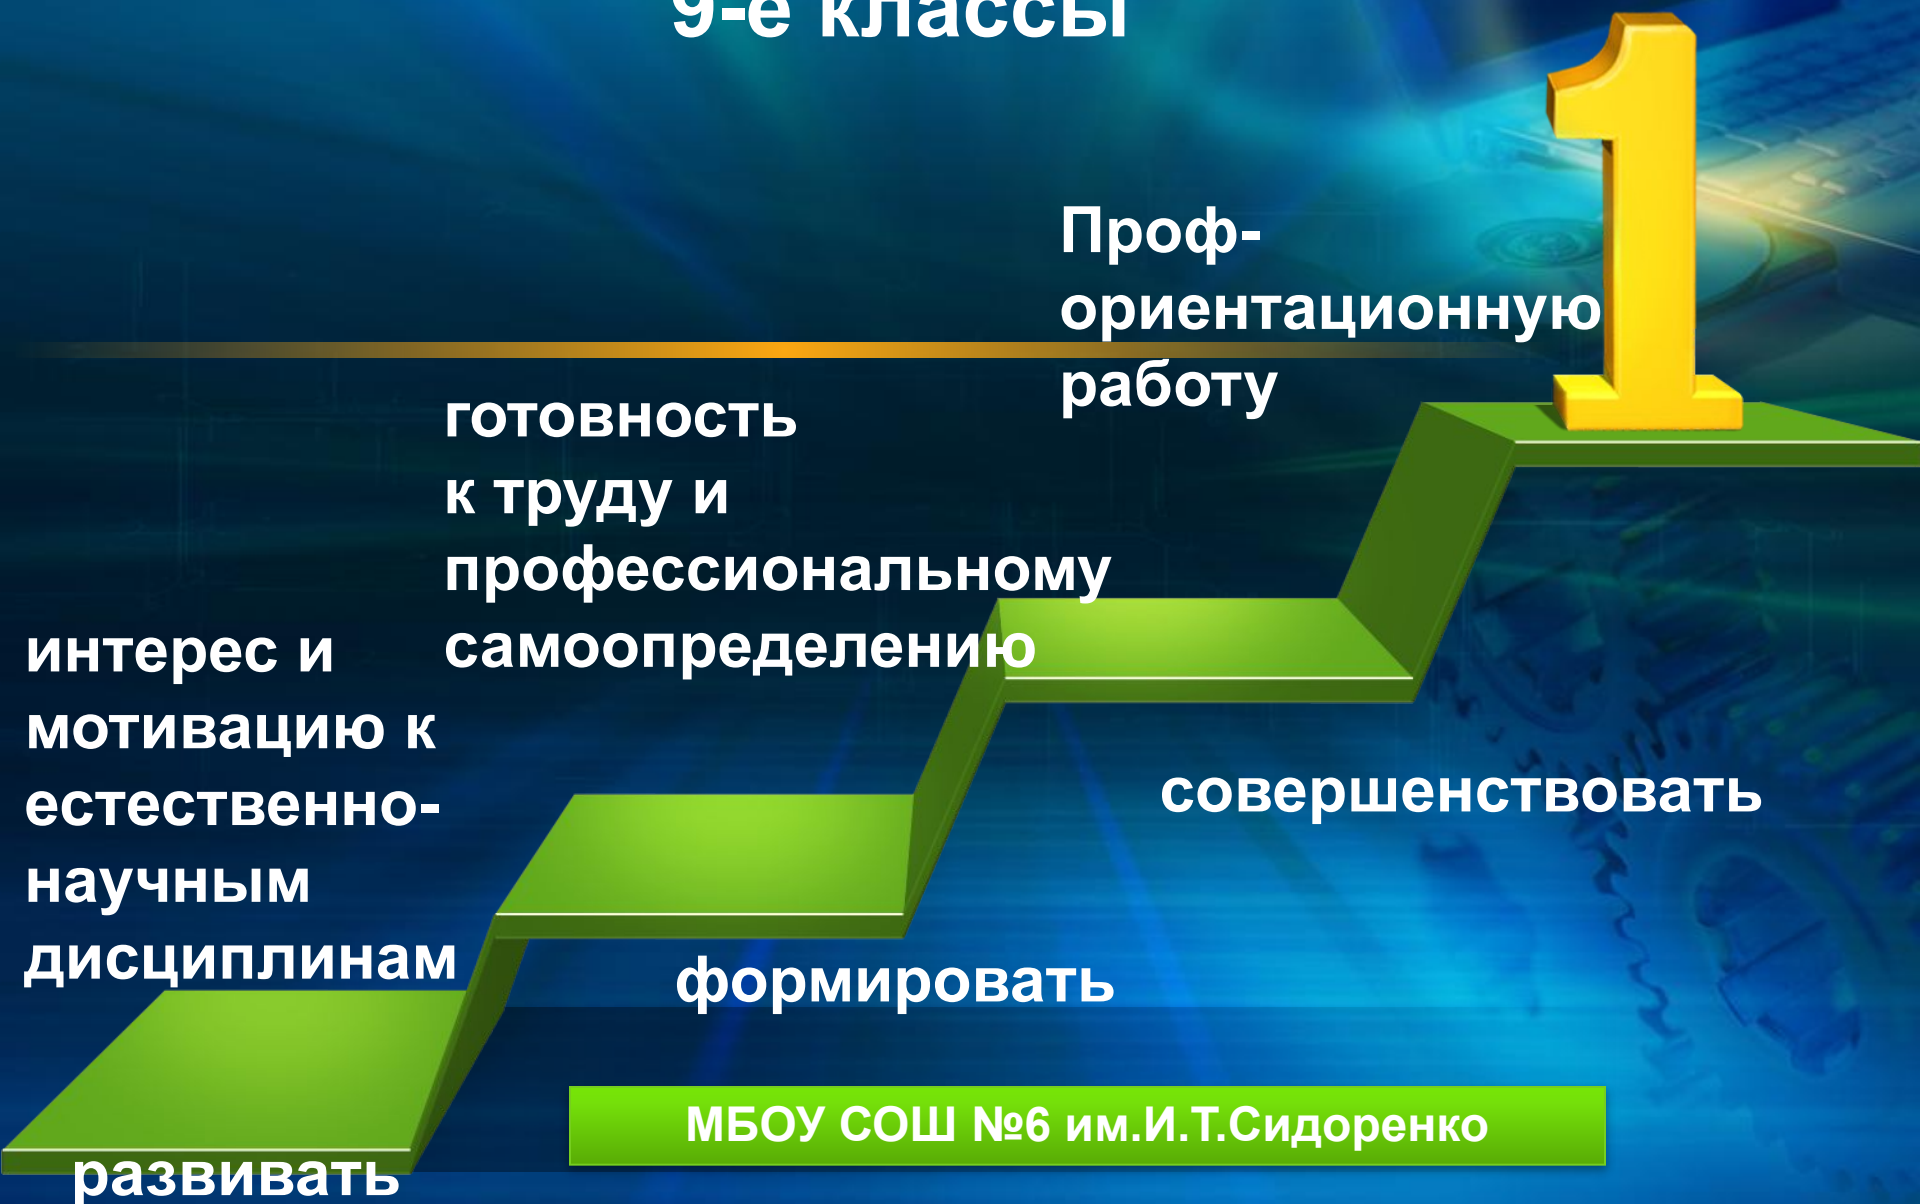 9-е классы
Проф-
ориентационную
работу
готовность
к труду и
профессиональному
самоопределению
интерес и
мотивацию к
естественно-
научным
дисциплинам
совершенствовать
формировать
развивать
МБОУ СОШ №6 им.И.Т.Сидоренко
1